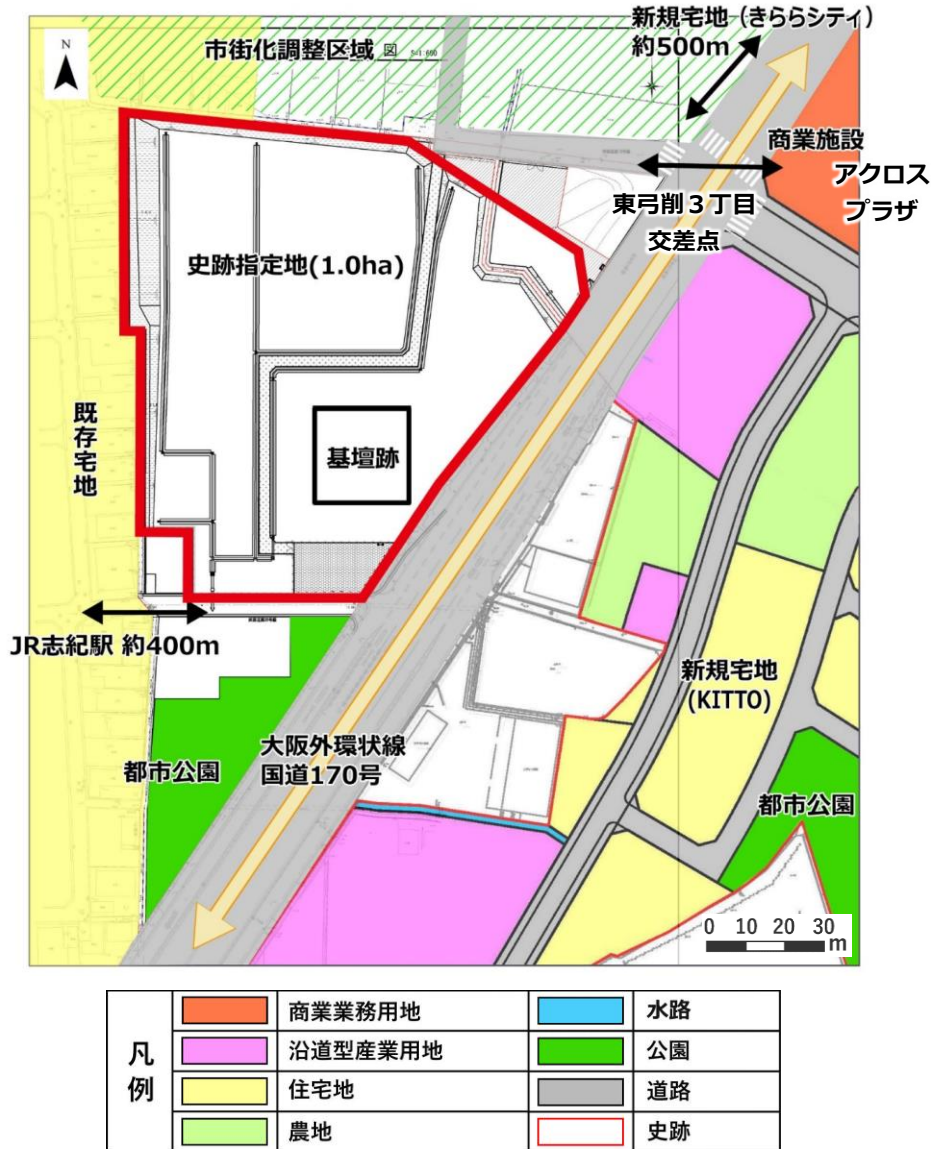 新規宅地（きららシティ）
約500m
N
市街化調整区域
図
S=1:600
商業施設
アクロス
プラザ
東弓削３丁目
交差点
史跡指定地(1.0ha)
既存宅地
基壇跡
JR志紀駅 約400m
新規宅地
(KITTO)
大阪外環状線
国道170号
都市公園
都市公園
0 10 20 30
m
凡例
商業業務用地
水路
沿道型産業用地
公園
住宅地
道路
農地
史跡